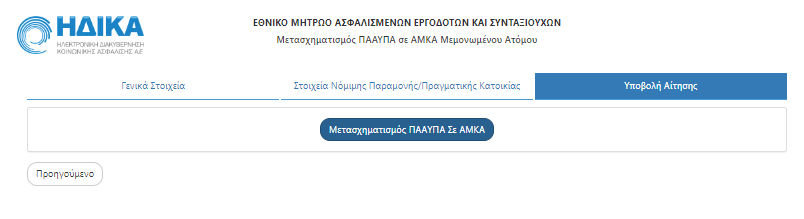 ΗΔΙΚΑ
ΗΛΕΚΤΡΟΝΙΚΗ ΔΙΑΚΥΒΕΡΝΗΣΗ
ΚΟΙΝΩΝΙΚΗΣ ΑΣΦΑΛΙΣΗΣ Α.Ε
ΕΘΝΙΚΟ ΜΗΤΡΩΟ ΑΣΦΑΛΙΣΜΕΝΩΝ ΕΡΓΟΔΟΤΩΝ ΚΑΙ ΣΥΝΤΑΞΙΟΥΧΩΝ
Μετασχηματισμός ΠΑΑΥΠΑ σε ΑΜΚΑ Μεμονωμένου Ατόμου
Γενικά Στοιχεία
Στοιχεία Νόμιμης Παραμονής/Πραγματικής Κατοικίας
Υποβολή Αίτησης
Μετασχηματισμός ΠΑΑΥΠΑ Σε ΑΜΚΑ
Προηγούμενο